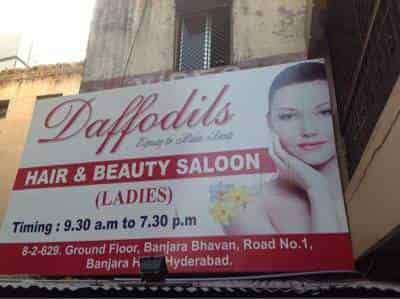 Daffodils
HAIR & BEAUTY SALOON
(LADIES)
Timing : 9.30 a.m to 7.30 p.m
8-2-629, Ground Floor, Banjara Bhavan, Road No.1,
Banjara Hyderabad.